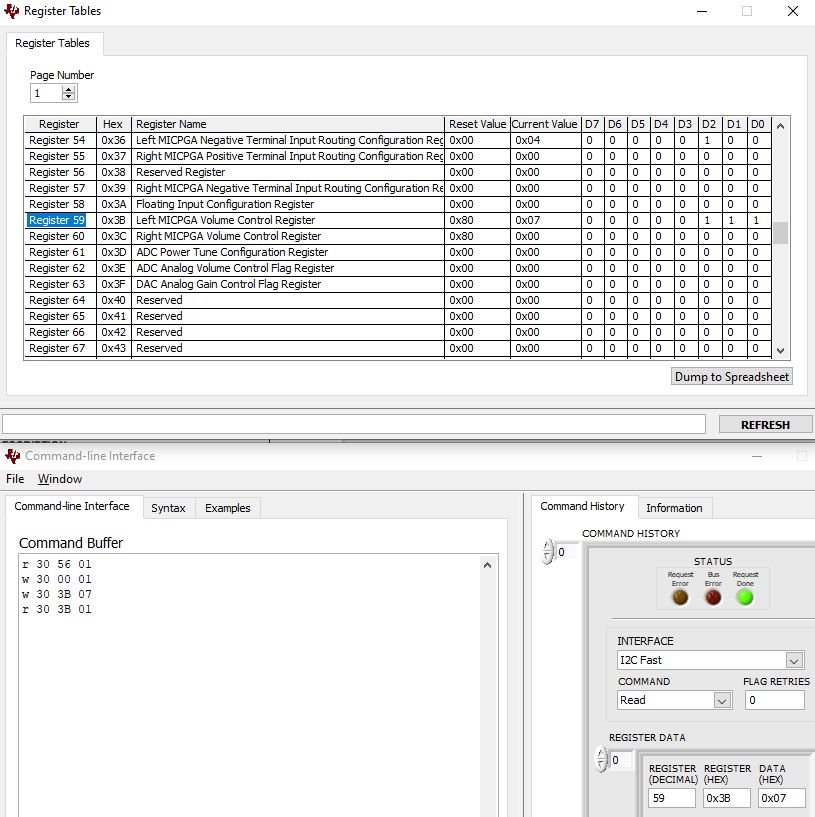 Register Tables
Register Tables
Page Number
1
Register Hex Register Name Reset Value Current Value D7 D6 D5 D4 D3 D2 D1 D0
Register 54 0x36 Left MICPGA Negative Terminal Input Routing Configuration Reg 0x00 0x04 0 0 0 0 0 1 0 0
Register 55 0x37 Right MICPGA Positive Terminal Input Routing Configuration Re 0x00 0x00 0 0 0 0 0 0 0 0
Register 56 0x38 Reserved Register 0x00 0x00 0 0 0 0 0 0 0 0
Register 57 0x39 Right MICPGA Negative Terminal Input Routing Configuration Re 0x00 0x00 0 0 0 0 0 0 0 0
Register 58 0x3A Floating Input Configuration Register 0x00 0x00 0 0 0 0 0 0 0 0
Register 59 0x3B Left MICPGA Volume Control Register 0x80 0x07 0 0 0 0 0 1 1 1
Register 60 0x3C Right MICPGA Volume Control Register 0x80 0x00 0 0 0 0 0 0 0 0
Register 61 0x3D ADC Power Tune Configuration Register 0x00 0x00 0 0 0 0 0 0 0 0
Register 62 0x3E ADC Analog Volume Control Flag Register 0x00 0x00 0 0 0 0 0 0 0 0
Register 63 0x3F DAC Analog Gain Control Flag Register 0x00 0x00 0 0 0 0 0 0 0 0
Register 64 0x40 Reserved 0x00 0x00 0 0 0 0 0 0 0 0
Register 65 0x41 Reserved 0x00 0x00 0 0 0 0 0 0 0 0
Register 66 0x42 Reserved 0x00 0x00 0 0 0 0 0 0 0 0
Register 67 0x43 Reserved 0x00 0x00 0 0 0 0 0 0 0 0
Dump to Spreadsheet
REFRESH
Command-line Interface
File Window
Command-line Interface Syntax Examples
Command Buffer
r 30 56 01
w 30 00 01
w 30 3B 07
r 30 3B 01
Command History Information
COMMAND HISTORY
0
STATUS
Request Error Bus Error Request Done
INTERFACE
I2C Fast
COMMAND FLAG RETRIES
Read 0
REGISTER DATA
0
REGISTER (DECIMAL) REGISTER (HEX) DATA (HEX)
59 0x3B 0x07